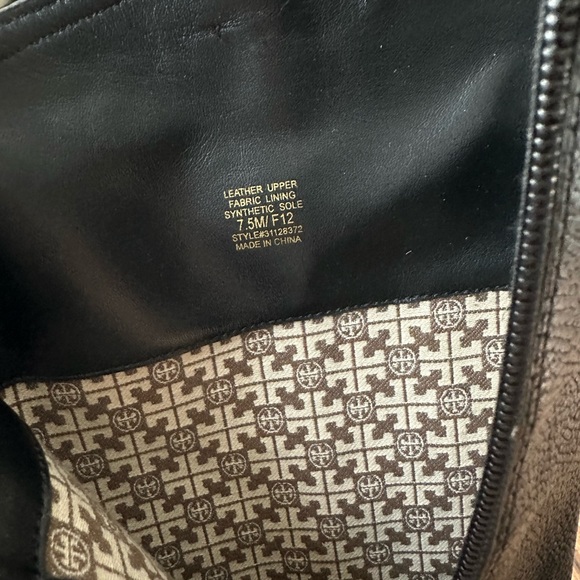 LEATHER UPPER
FABRIC LINING
SYNTHETIC SOLE
7.5M/F12
STYLE#31128372
MADE IN CHINA